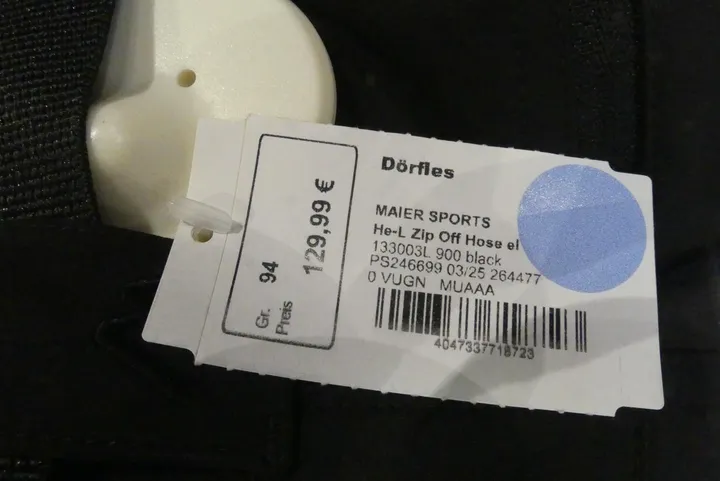 Gr. 94
Preis 129,99 €
Dörfles
MAIER SPORTS
He-L Zip Off Hose el
133003L 900 black
PS246699 03/25 264477
0 VUGN MUAAA
4047337718723